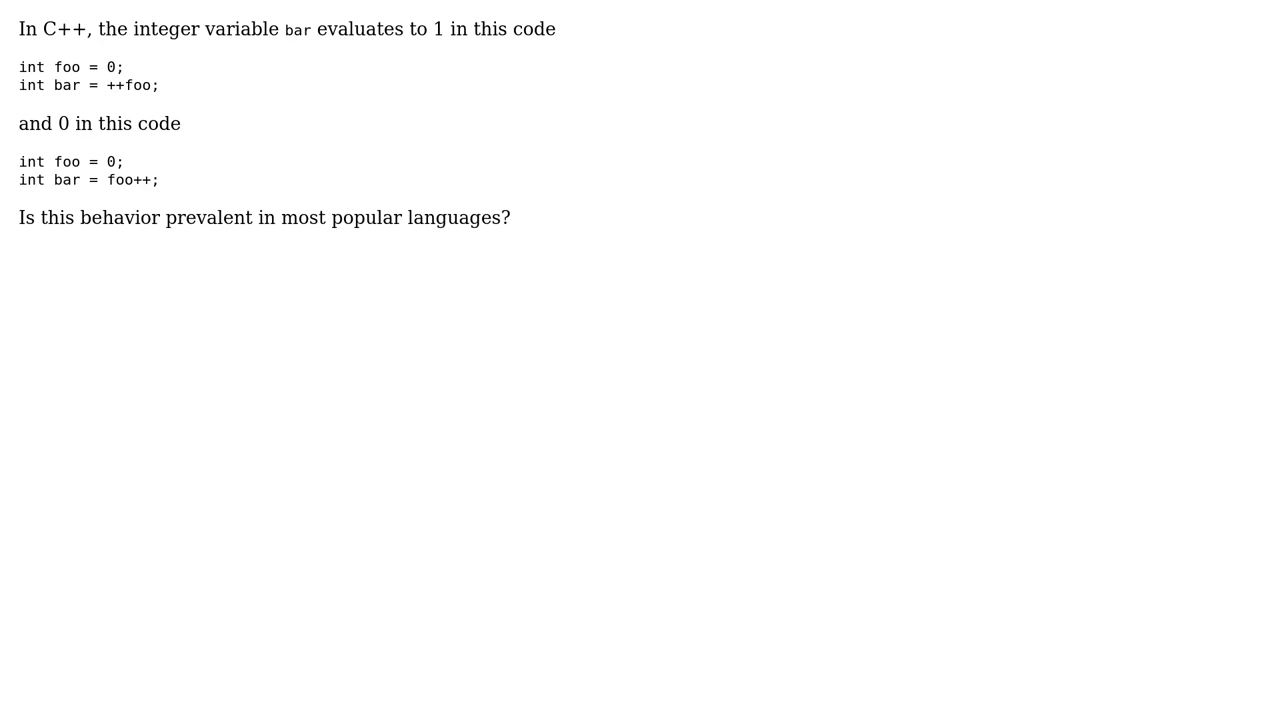 In C++, the integer variable bar evaluates to 1 in this code
int foo = 0;
int bar = ++foo;
and 0 in this code
int foo = 0;
int bar = foo++;
Is this behavior prevalent in most popular languages?